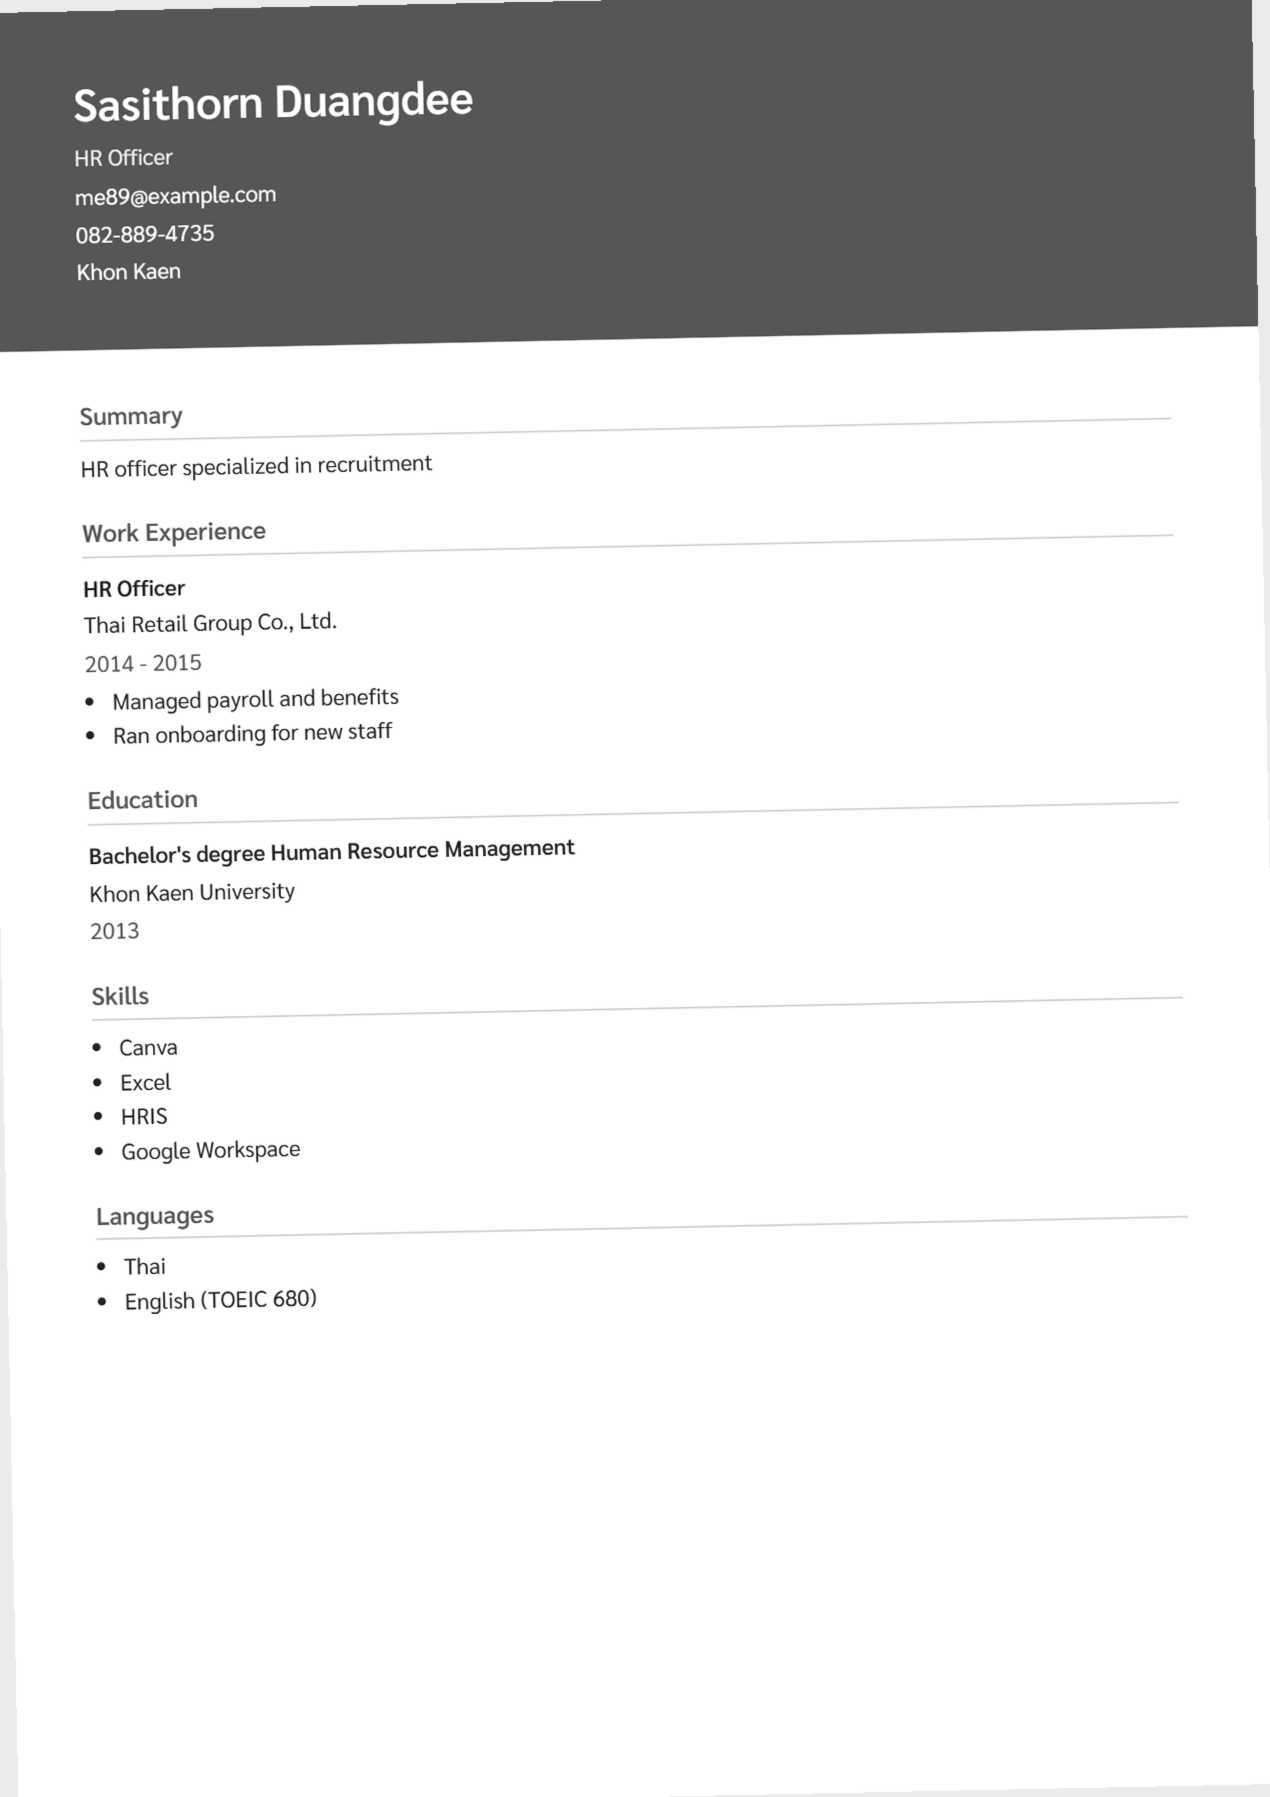 Sasithorn Duangdee
HR Officer
me89@example.com
082-889-4735
Khon Kaen
Summary
HR officer specialized in recruitment
Work Experience
HR Officer
Thai Retail Group Co., Ltd.
2014 - 2015
• Managed payroll and benefits
• Ran onboarding for new staff
Education
Bachelor's degree Human Resource Management
Khon Kaen University
2013
Skills
• Canva
• Excel
• HRIS
• Google Workspace
Languages
• Thai
• English (TOEIC 680)